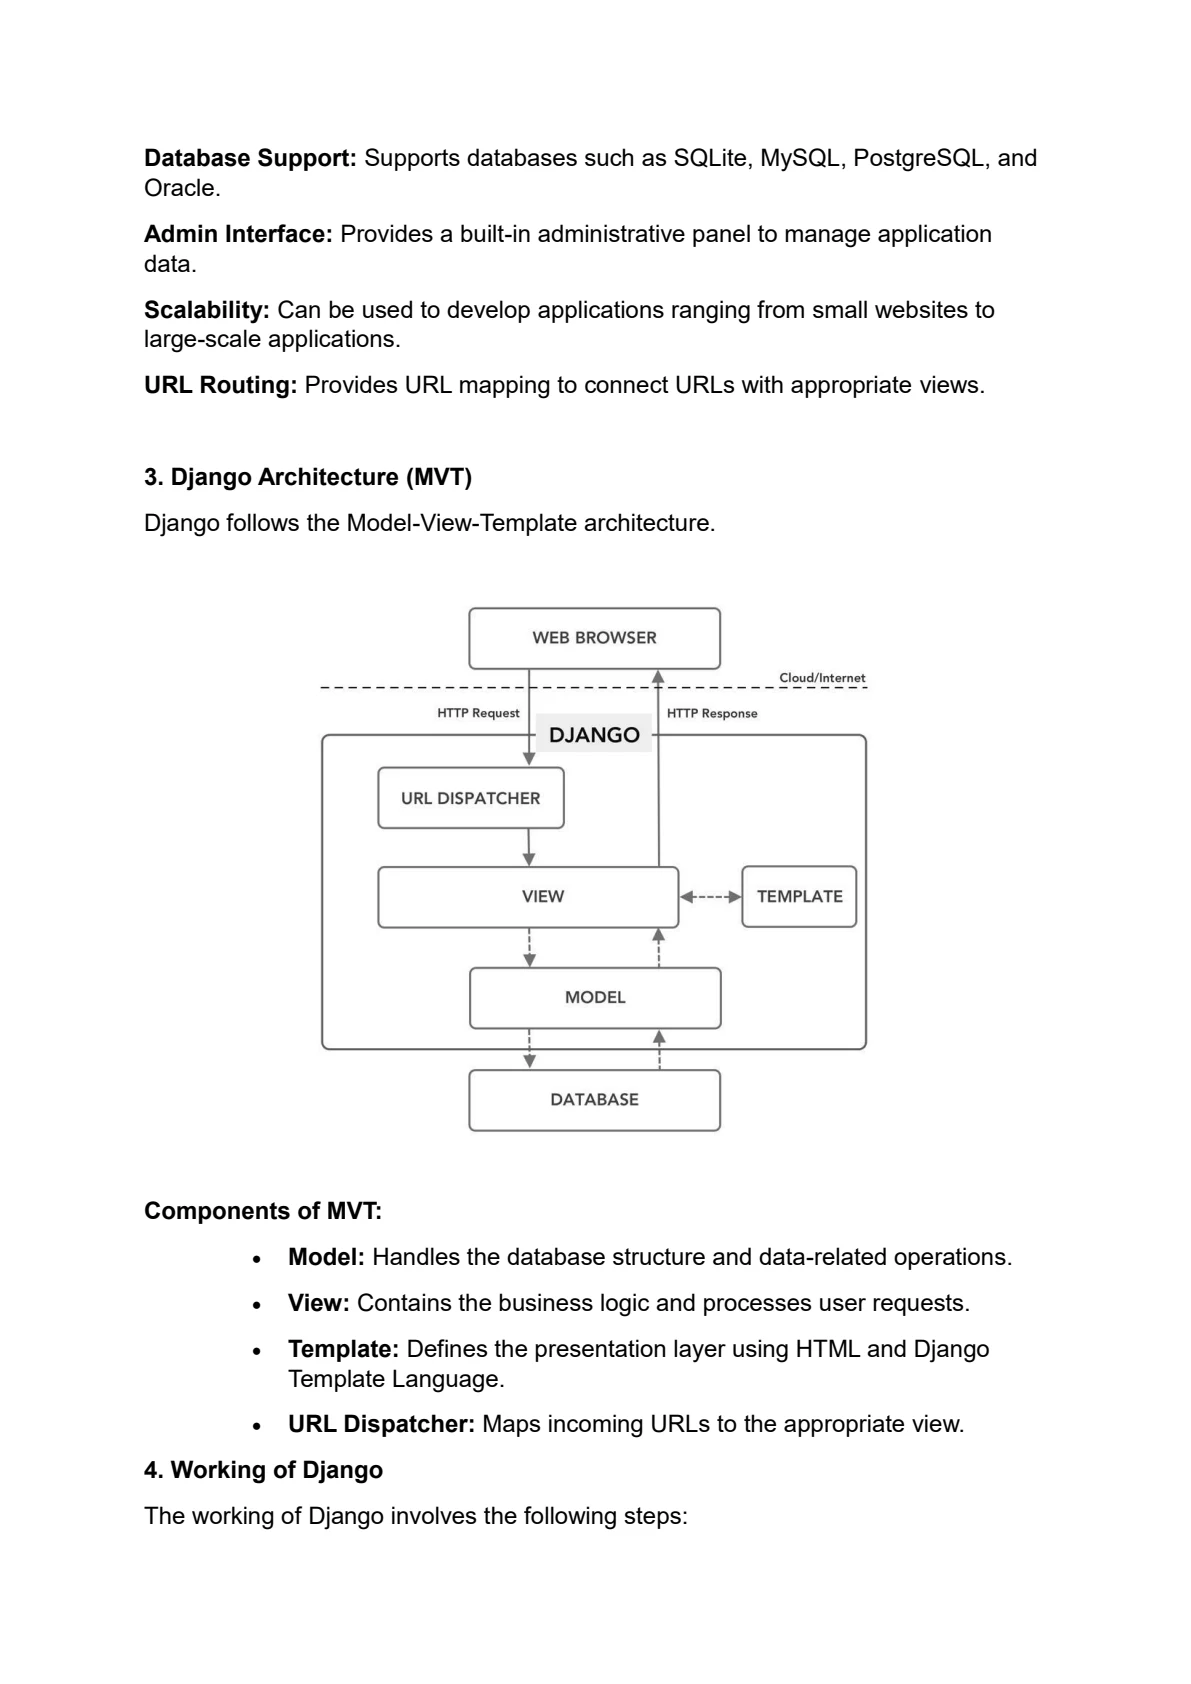 Database Support: Supports databases such as SQLite, MySQL, PostgreSQL, and
Oracle.
Admin Interface: Provides a built-in administrative panel to manage application
data.
Scalability: Can be used to develop applications ranging from small websites to
large-scale applications.
URL Routing: Provides URL mapping to connect URLs with appropriate views.
3. Django Architecture (MVT)
Django follows the Model-View-Template architecture.
WEB BROWSER
Cloud/Internet
HTTP Request
HTTP Response
DJANGO
URL DISPATCHER
VIEW
TEMPLATE
MODEL
DATABASE
Components of MVT:
• Model: Handles the database structure and data-related operations.
• View: Contains the business logic and processes user requests.
• Template: Defines the presentation layer using HTML and Django
Template Language.
• URL Dispatcher: Maps incoming URLs to the appropriate view.
4. Working of Django
The working of Django involves the following steps: